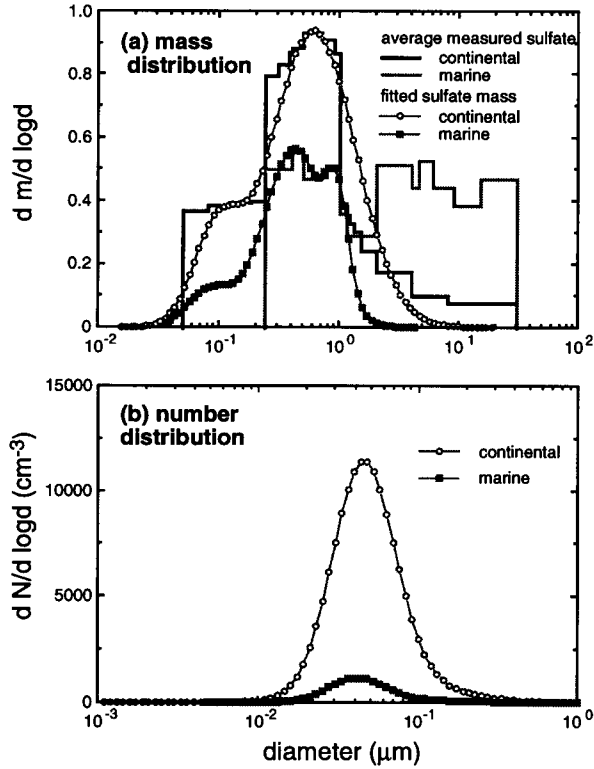 (a) mass
distribution
average measured sulfate
continental
marine
fitted sulfate mass
continental
marine
d m/d logd
1.0
0.8
0.6
0.4
0.2
0
10-2
10-1
100
101
102
(b) number
distribution
continental
marine
d N/d logd (cm-3)
15000
10000
5000
0
10-3
10-2
10-1
100
diameter (μm)